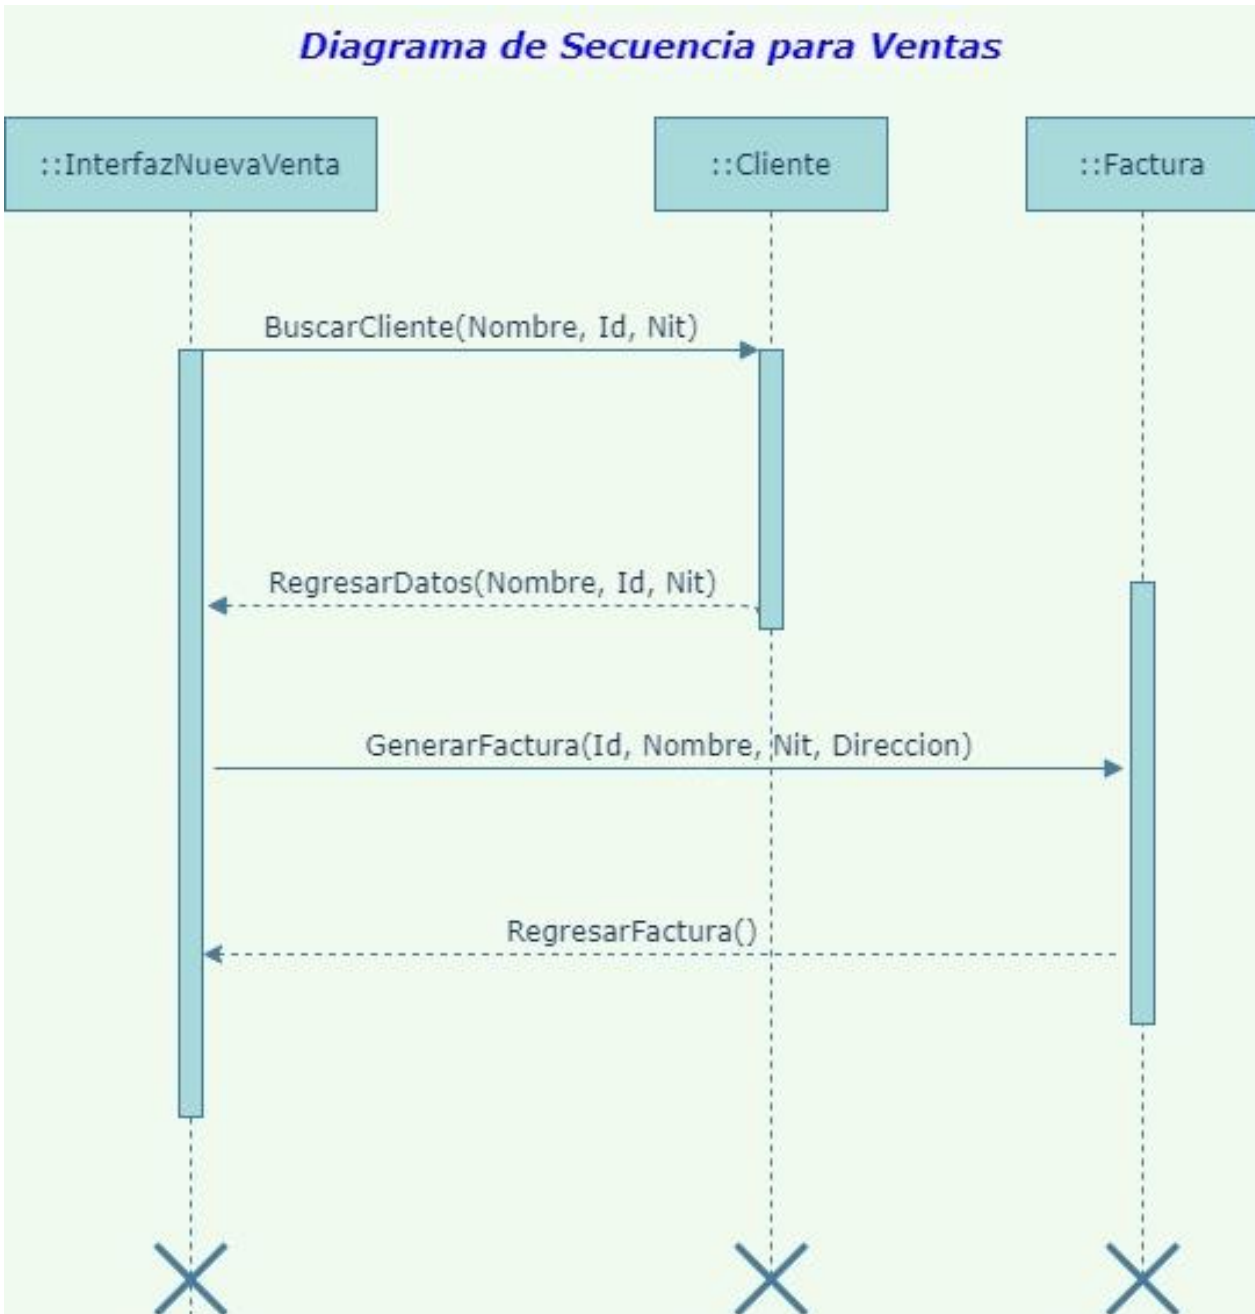 Diagrama de Secuencia para Ventas
::InterfazNuevaVenta
::Cliente
::Factura
BuscarCliente(Nombre, Id, Nit)
RegresarDatos(Nombre, Id, Nit)
GenerarFactura(Id, Nombre, Nit, Direccion)
RegresarFactura()